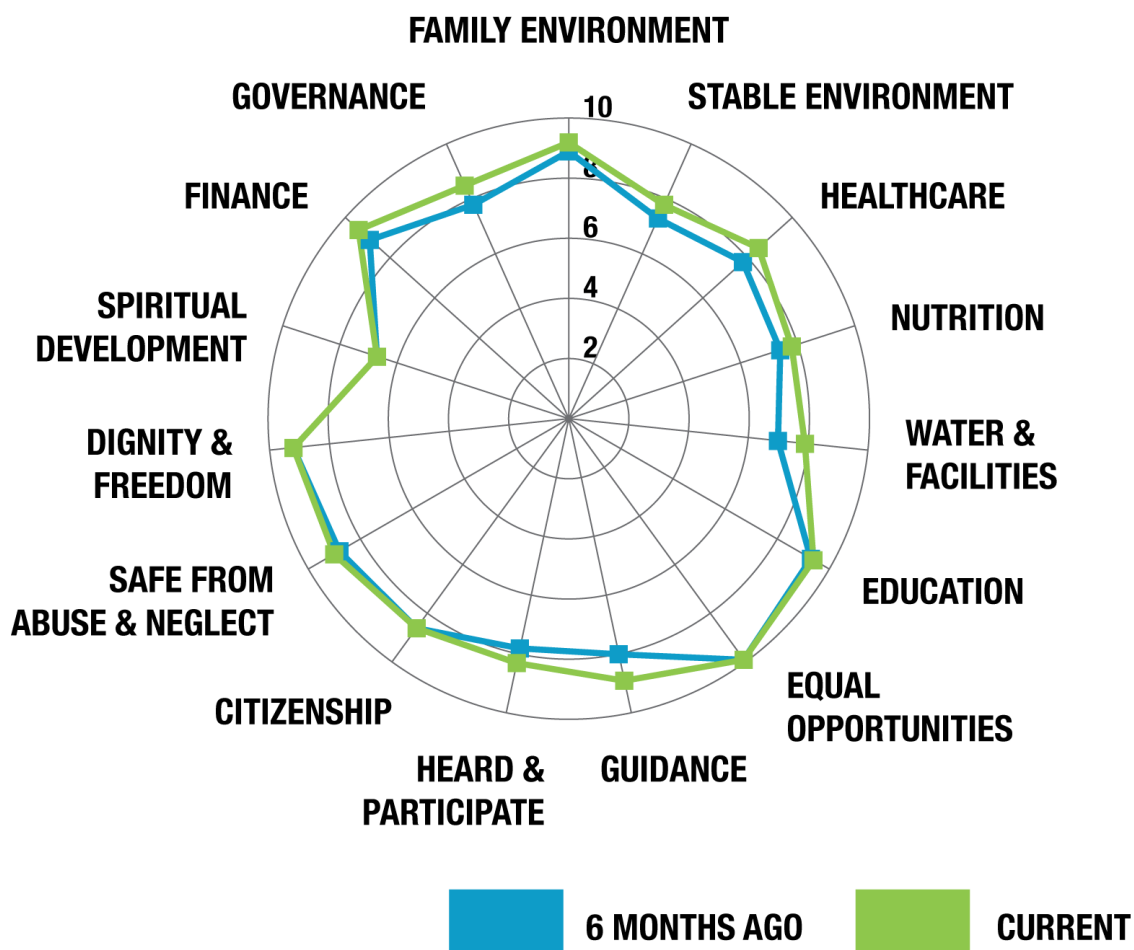 FAMILY ENVIRONMENT
GOVERNANCE
STABLE ENVIRONMENT
10
8
6
4
2
FINANCE
HEALTHCARE
SPIRITUAL
DEVELOPMENT
NUTRITION
DIGNITY &
FREEDOM
WATER &
FACILITIES
SAFE FROM
ABUSE & NEGLECT
EDUCATION
CITIZENSHIP
EQUAL
OPPORTUNITIES
HEARD &
PARTICIPATE
GUIDANCE
6 MONTHS AGO
CURRENT